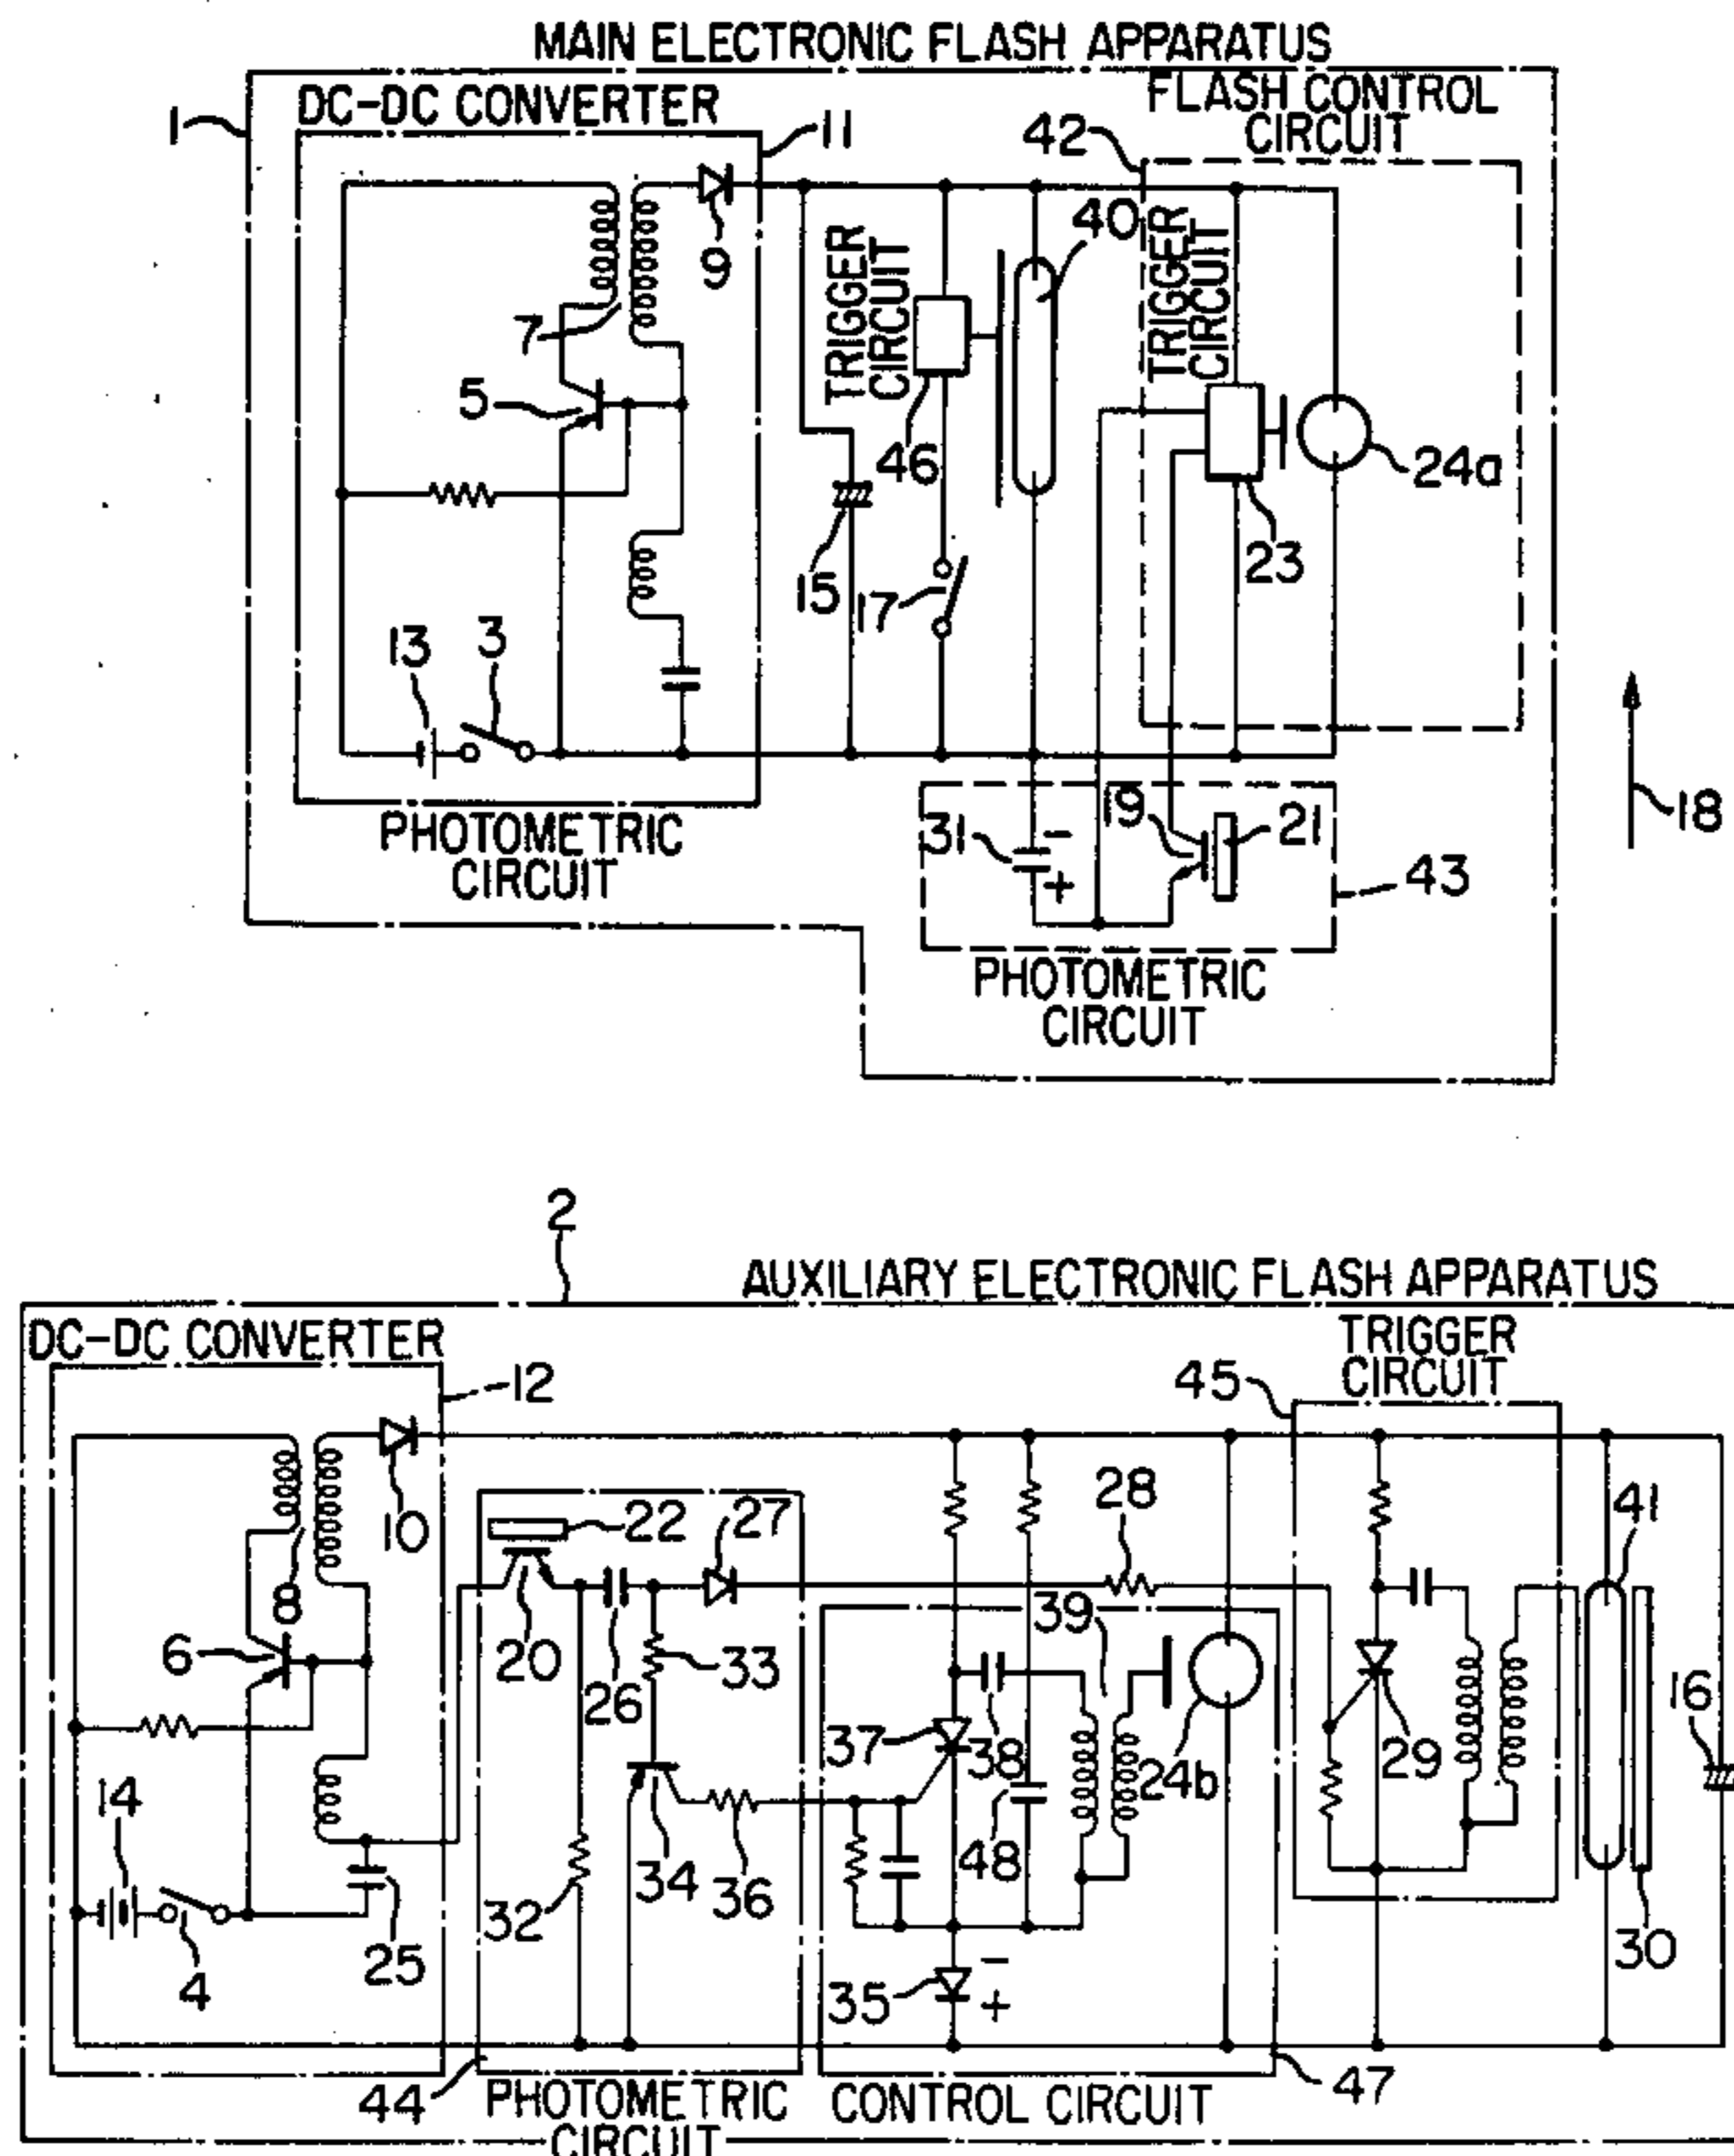 MAIN ELECTRONIC FLASH APPARATUS
DC-DC CONVERTER
FLASH CONTROL
CIRCUIT
1
11
42
40
9
TRIGGER
CIRCUIT
TRIGGER
CIRCUIT
7
5
46
24a
23
15
17
13
3
18
PHOTOMETRIC
CIRCUIT
31
-
+
19
21
43
PHOTOMETRIC
CIRCUIT
2
AUXILIARY ELECTRONIC FLASH APPARATUS
DC-DC CONVERTER
TRIGGER
CIRCUIT
12
45
10
22
27
28
41
8
39
6
20
26
33
16
37
38
24b
29
14
34
36
48
32
4
25
30
35
-
+
44
PHOTOMETRIC
CIRCUIT
CONTROL CIRCUIT
47